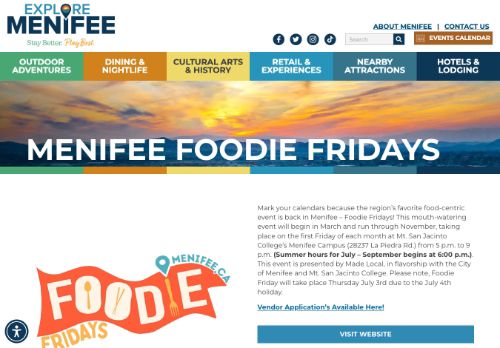 EXPLORE
MENIFEE
Stay Better. Play Best.
ABOUT MENIFEE | CONTACT US
Search
EVENTS CALENDAR
OUTDOOR
ADVENTURES
DINING &
NIGHTLIFE
CULTURAL ARTS
& HISTORY
RETAIL &
EXPERIENCES
NEARBY
ATTRACTIONS
HOTELS &
LODGING
MENIFEE FOODIE FRIDAYS
MENIFEE, CA
FOODIE
FRIDAYS
Mark your calendars because the region's favorite food-centric
event is back in Menifee – Foodie Fridays! This mouth-watering
event will begin in March and run through November, taking
place on the first Friday of each month at Mt. San Jacinto
College's Menifee Campus (28237 La Piedra Rd.) from 5 p.m. to 9
p.m. (Summer hours for July – September begins at 6:00 p.m.).
This event is presented by Made Local, in flavorship with the City
of Menifee and Mt. San Jacinto College. Please note, Foodie
Friday will take place Thursday July 3rd due to the July 4th
holiday.
Vendor Application's Available Here!
VISIT WEBSITE